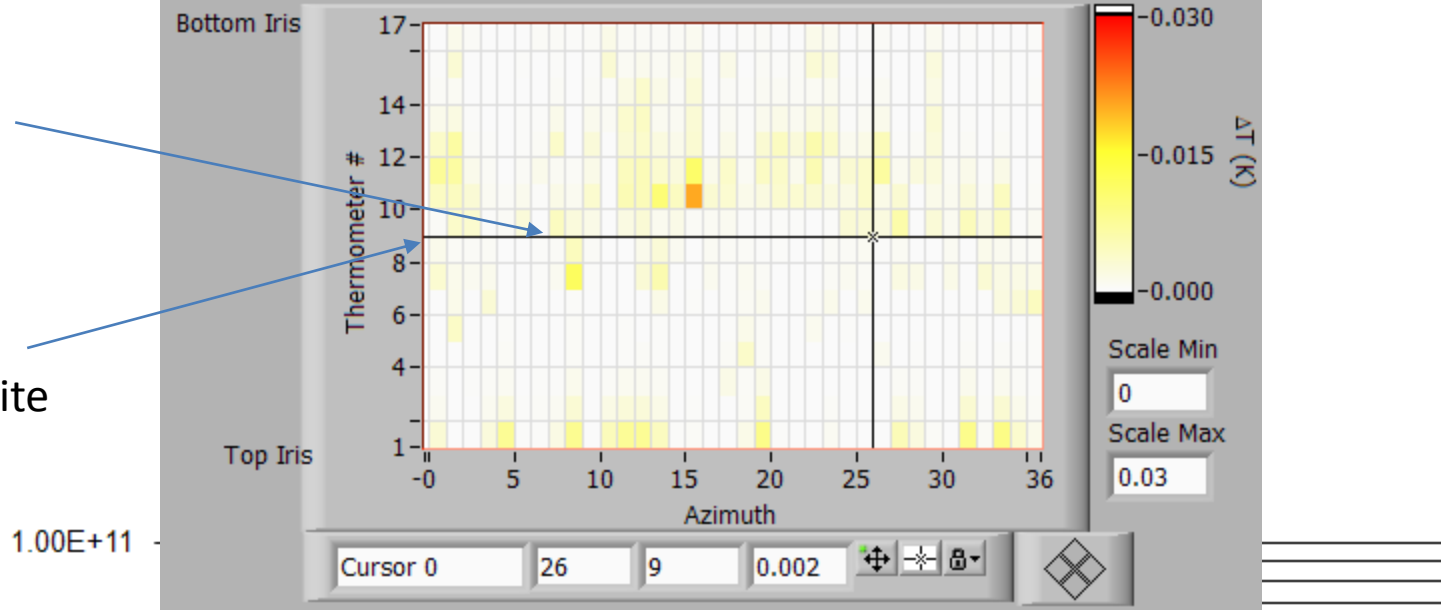 Bottom Iris
17
14
12
10
8
6
4
1
Thermometer #
Top Iris
-0 5 10 15 20 25 30 36
Azimuth
-0.030
-0.015
-0.000
ΔT (K)
Scale Min
0
Scale Max
0.03
ite
1.00E+11
Cursor 0 26 9 0.002